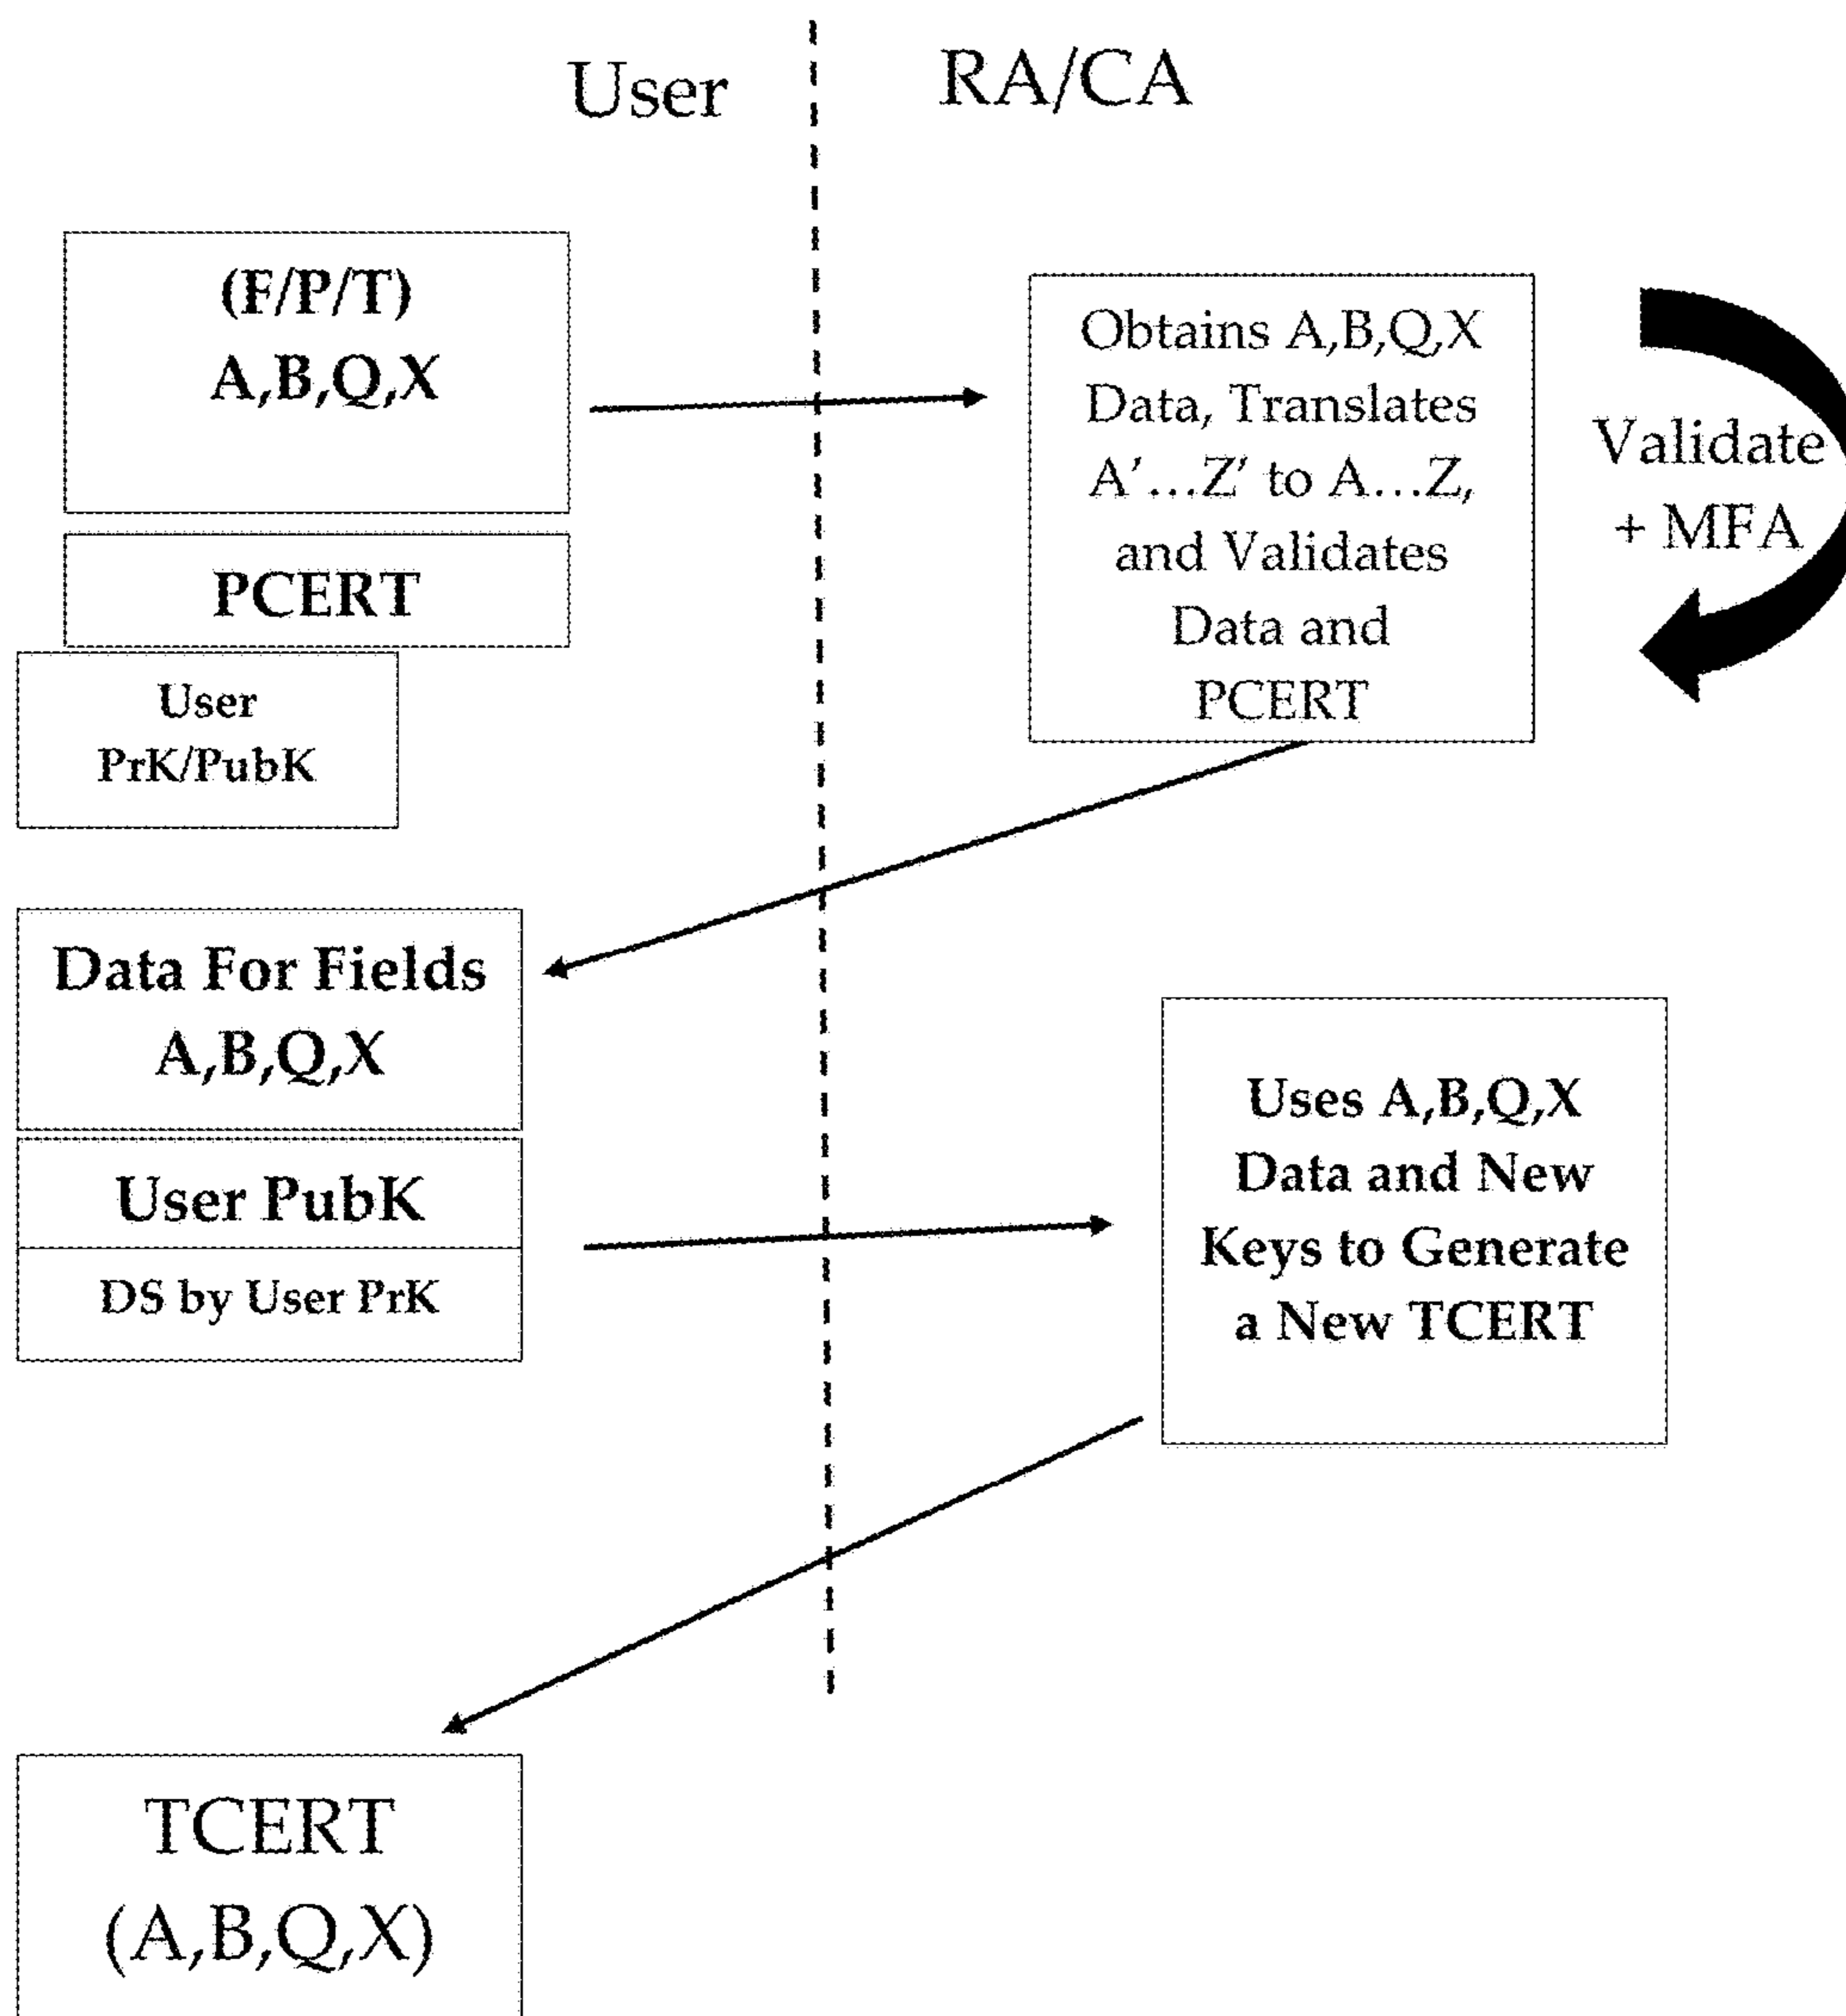 User
RA/CA
(F/P/T)
A,B,Q,X
PCERT
User
PrK/PubK
Obtains A,B,Q,X
Data, Translates
A′...Z′ to A...Z,
and Validates
Data and
PCERT
Validate
+ MFA
Data For Fields
A,B,Q,X
User PubK
DS by User PrK
Uses A,B,Q,X
Data and New
Keys to Generate
a New TCERT
TCERT
(A,B,Q,X)